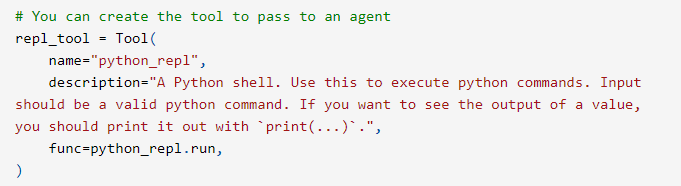 # You can create the tool to pass to an agent
repl_tool = Tool(
    name="python_repl",
    description="A Python shell. Use this to execute python commands. Input
should be a valid python command. If you want to see the output of a value,
you should print it out with `print(...)`.",
    func=python_repl.run,
)